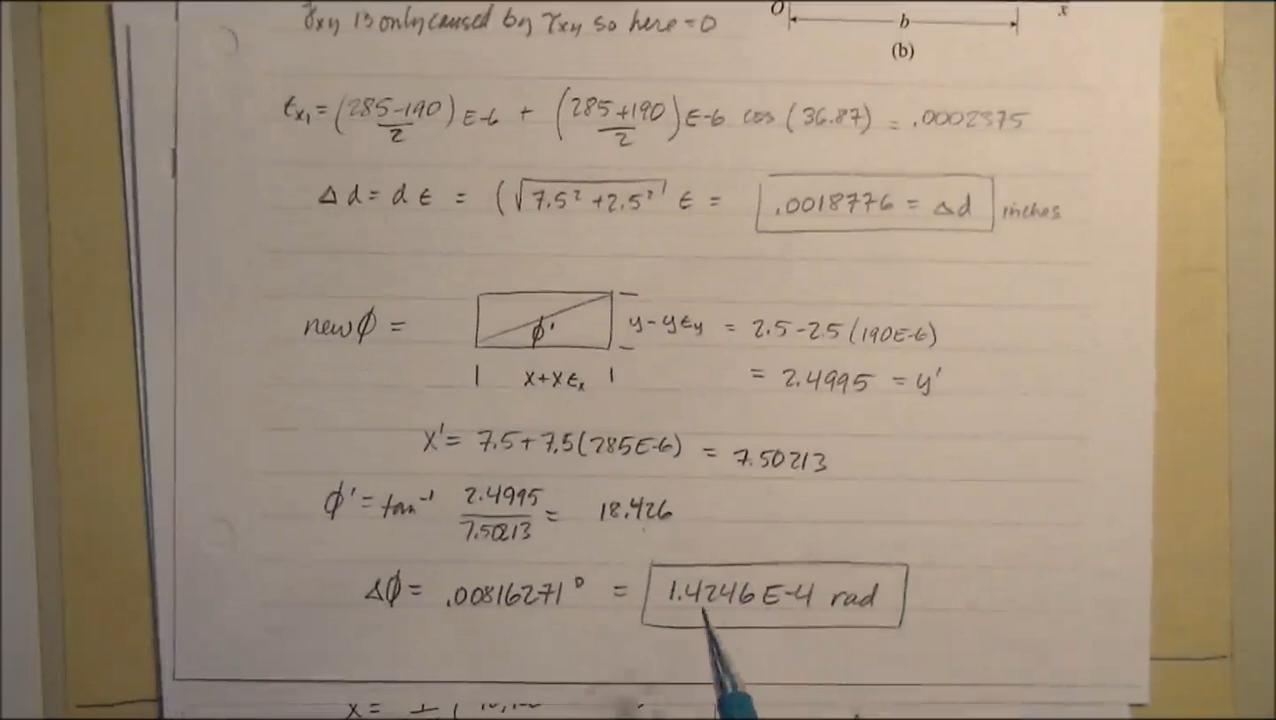 γxy is only caused by τxy so here = 0
O b x
(b)
εx₁ = (285-190)/2 E-6 + (285+190)/2 E-6 cos (36.87) = .0002375
Δd = d ε = (√7.5² + 2.5² ε = .0018776 = Δd inches
new ϕ = ϕ' y - yεy = 2.5 - 2.5 (190E-6)
x + xεx = 2.4995 = y'
x' = 7.5 + 7.5 (285E-6) = 7.50213
ϕ' = tan⁻¹ 2.4995/7.50213 = 18.426
Δϕ = .00816271° = 1.4246 E-4 rad